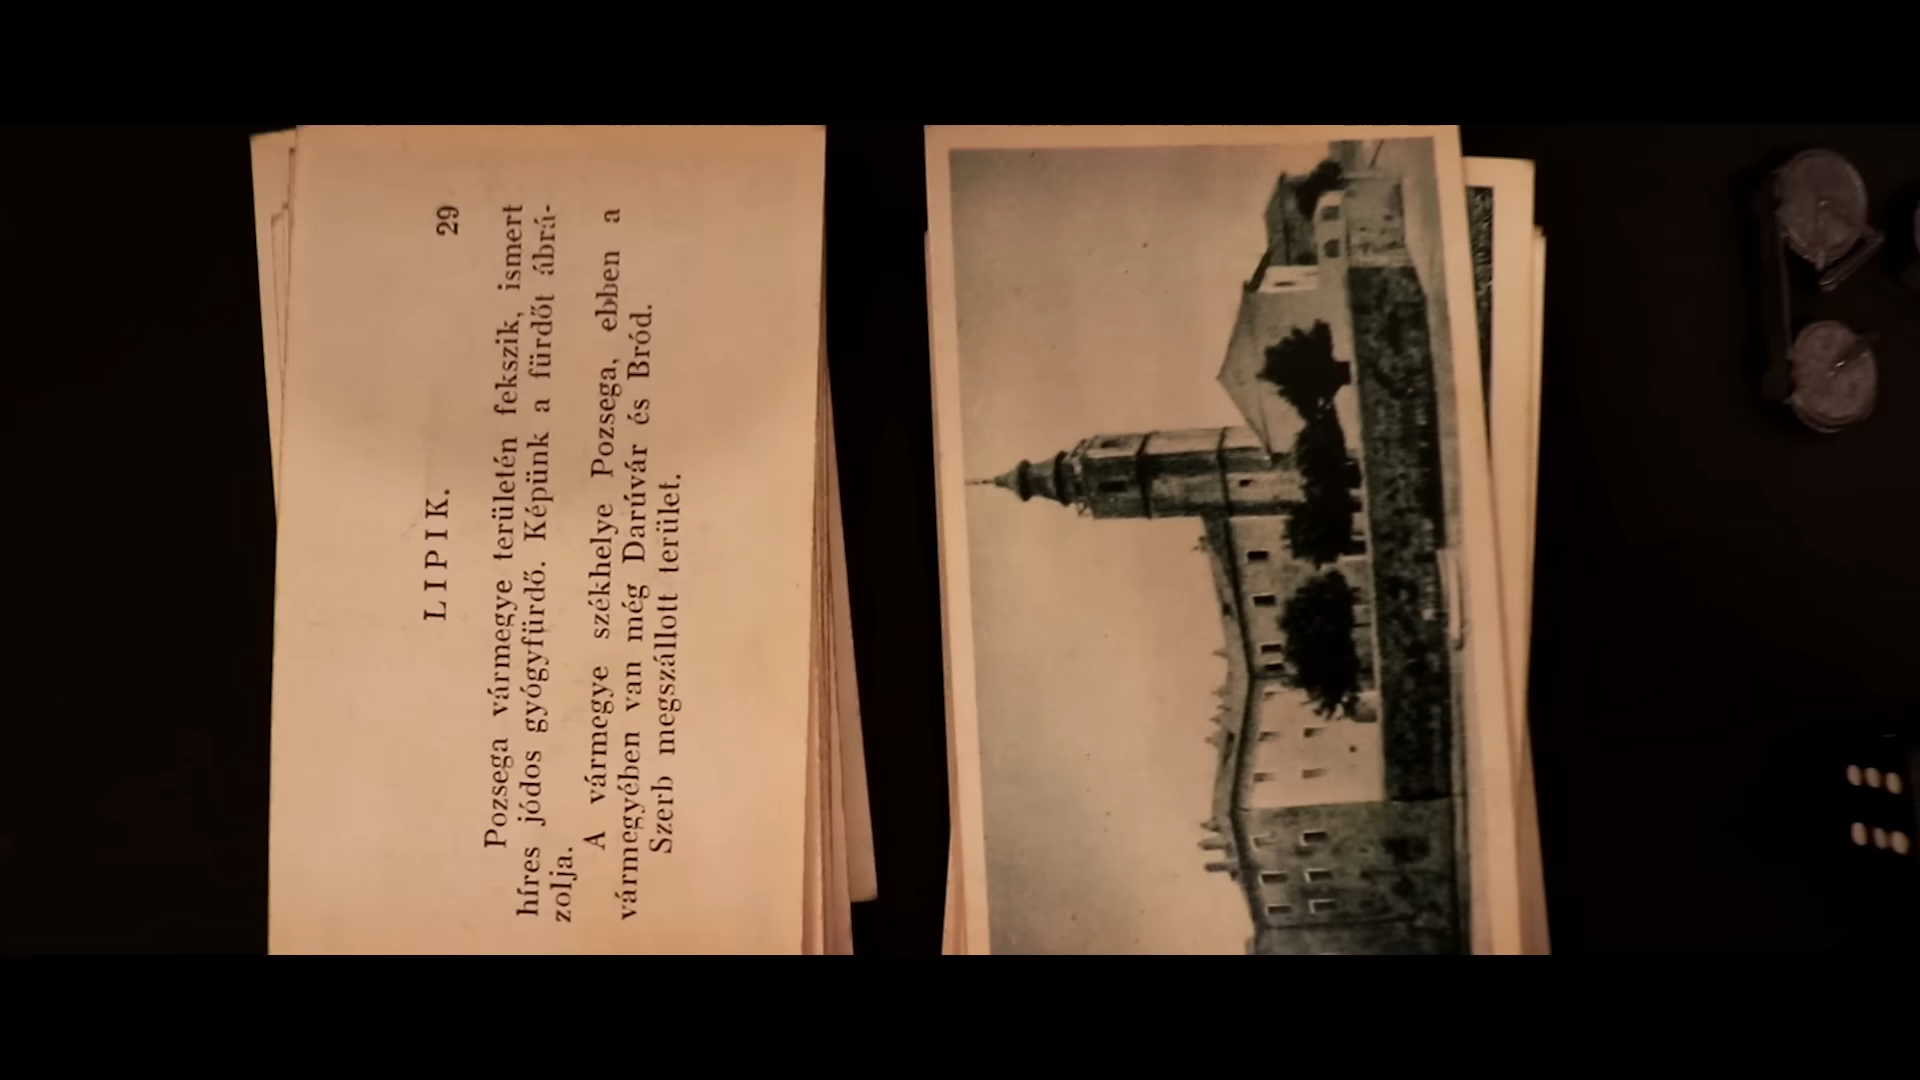 29
LIPIK.
Pozsega vármegye területén fekszik, ismert
híres jódos gyógyfürdő. Képünk a fürdőt ábrá-
zolja.
A vármegye székhelye Pozsega, ebben a
vármegyében van még Darúvár és Bród.
Szerb megszállott terület.